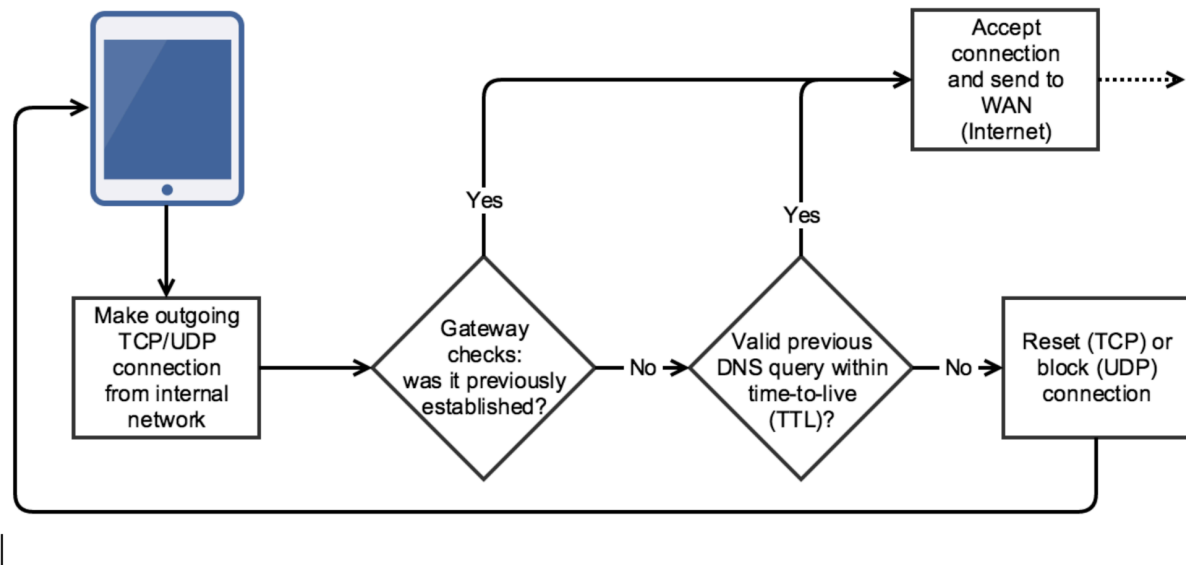 Accept
connection
and send to
WAN
(Internet)
Yes
Yes
Make outgoing
TCP/UDP
connection
from internal
network
Gateway
checks:
was it previously
established?
No
Valid previous
DNS query within
time-to-live
(TTL)?
No
Reset (TCP) or
block (UDP)
connection